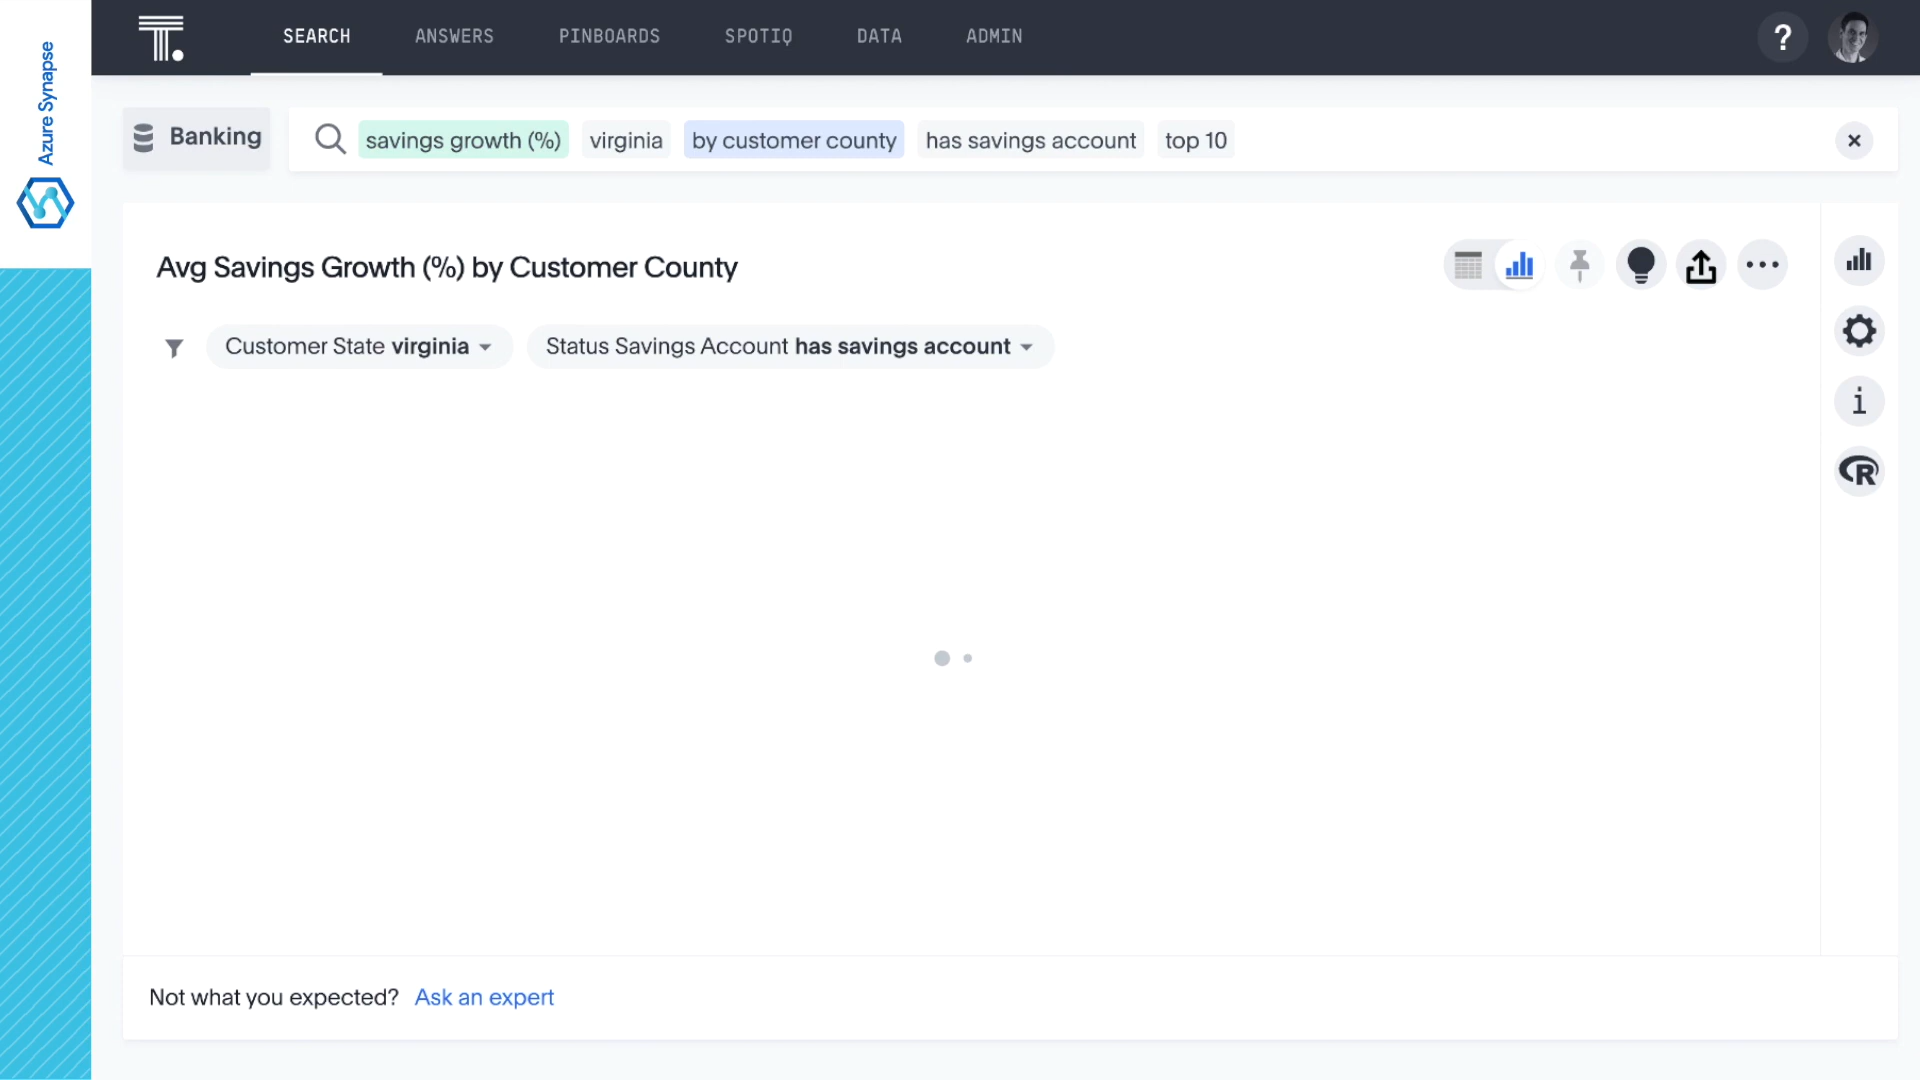 Azure Synapse
SEARCH ANSWERS PINBOARDS SPOTIQ DATA ADMIN ?
Banking savings growth (%) virginia by customer county has savings account top 10
Avg Savings Growth (%) by Customer County
Customer State virginia Status Savings Account has savings account
Not what you expected? Ask an expert